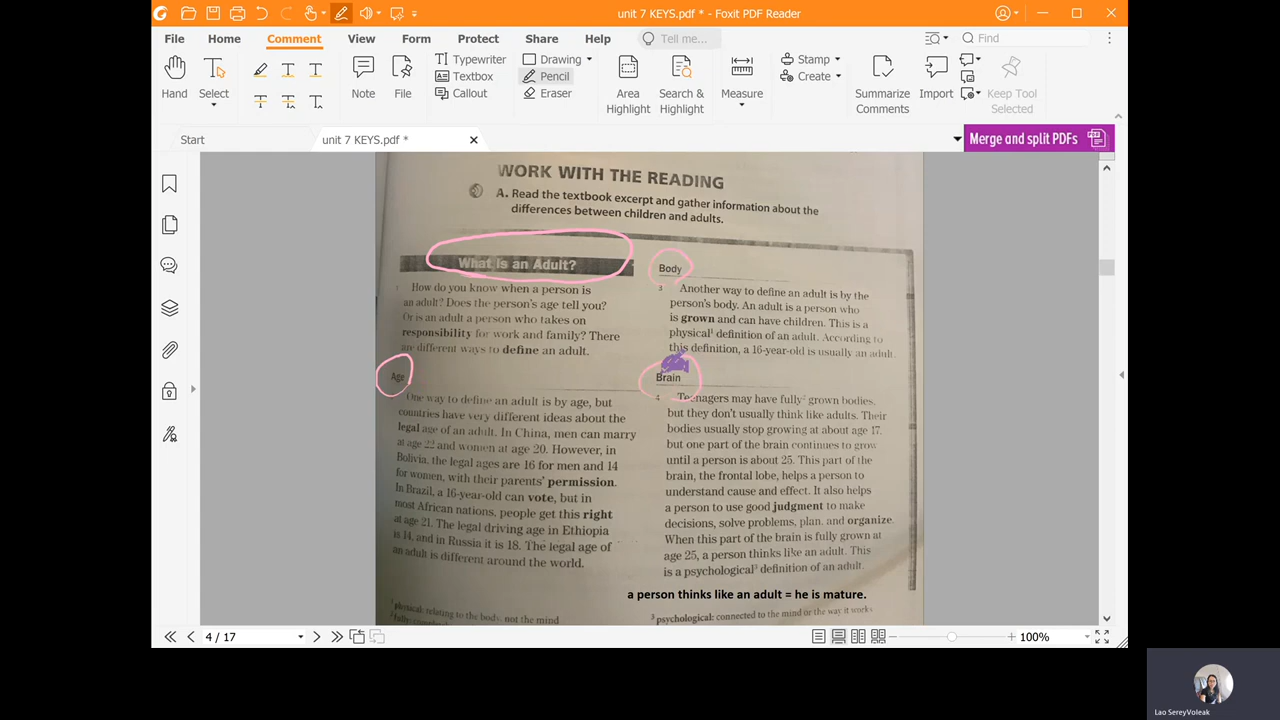 unit 7 KEYS.pdf * - Foxit PDF Reader
File Home Comment View Form Protect Share Help Tell me... Find
Hand
Select
Note
File
Typewriter
Textbox
Callout
Drawing
Pencil
Eraser
Area Highlight
Search & Highlight
Measure
Stamp
Create
Summarize Comments
Import
Keep Tool Selected
Start
unit 7 KEYS.pdf *
Merge and split PDFs
WORK WITH THE READING
A. Read the textbook excerpt and gather information about the
differences between children and adults.
What is an Adult?
1 How do you know when a person is
an adult? Does the person's age tell you?
Or is an adult a person who takes on
responsibility for work and family? There
are different ways to define an adult.
Age
One way to define an adult is by age, but
countries have very different ideas about the
legal age of an adult. In China, men can marry
at age 22 and women at age 20. However, in
Bolivia, the legal ages are 16 for men and 14
for women, with their parents' permission.
In Brazil, a 16-year-old can vote, but in
most African nations, people get this right
at age 21. The legal driving age in Ethiopia
is 14, and in Russia it is 18. The legal age of
an adult is different around the world.
Body
3 Another way to define an adult is by the
person's body. An adult is a person who
is grown and can have children. This is a
physical¹ definition of an adult. According to
this definition, a 16-year-old is usually an adult.
Brain
4 Teenagers may have fully² grown bodies,
but they don't usually think like adults. Their
bodies usually stop growing at about age 17,
but one part of the brain continues to grow
until a person is about 25. This part of the
brain, the frontal lobe, helps a person to
understand cause and effect. It also helps
a person to use good judgment to make
decisions, solve problems, plan, and organize.
When this part of the brain is fully grown at
age 25, a person thinks like an adult. This
is a psychological³ definition of an adult.
a person thinks like an adult = he is mature.
¹ physical: relating to the body, not the mind
³ psychological: connected to the mind or the way it works
4 / 17
100%
Lao SereyVoleak